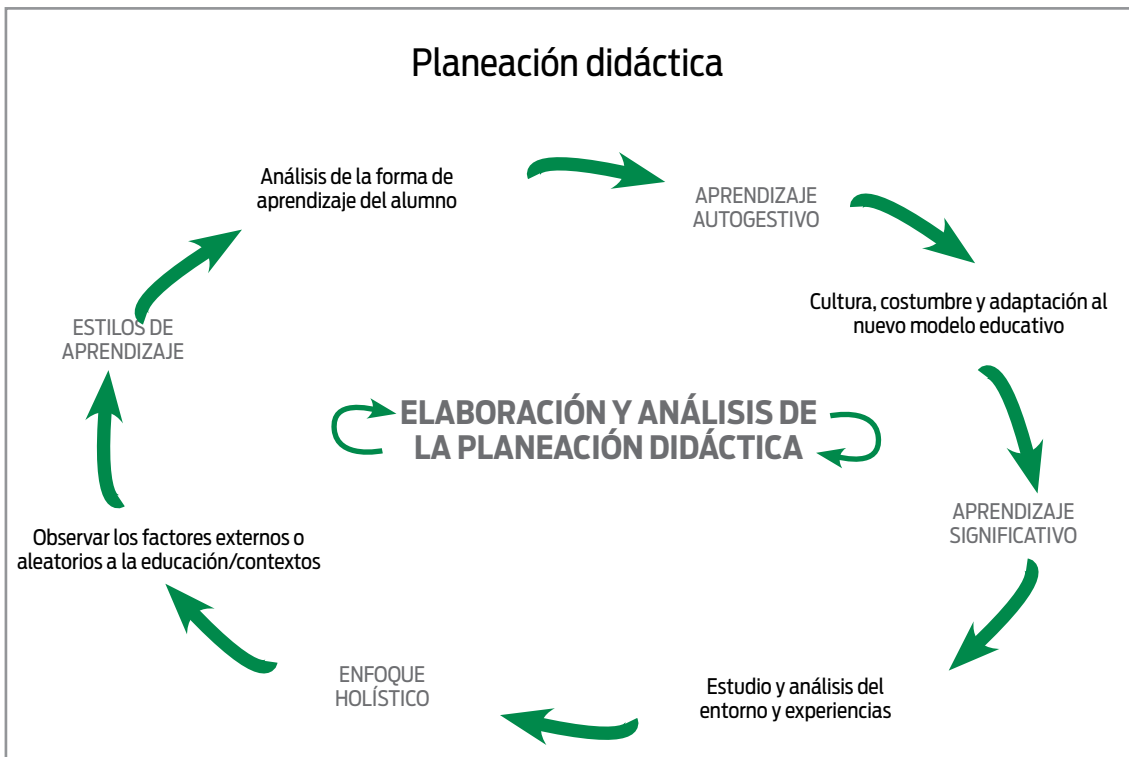 Planeación didáctica
Análisis de la forma de
aprendizaje del alumno
APRENDIZAJE
AUTOGESTIVO
Cultura, costumbre y adaptación al
nuevo modelo educativo
APRENDIZAJE
SIGNIFICATIVO
Estudio y análisis del
entorno y experiencias
ENFOQUE
HOLÍSTICO
Observar los factores externos o
aleatorios a la educación/contextos
ESTILOS DE
APRENDIZAJE
ELABORACIÓN Y ANÁLISIS DE
LA PLANEACIÓN DIDÁCTICA